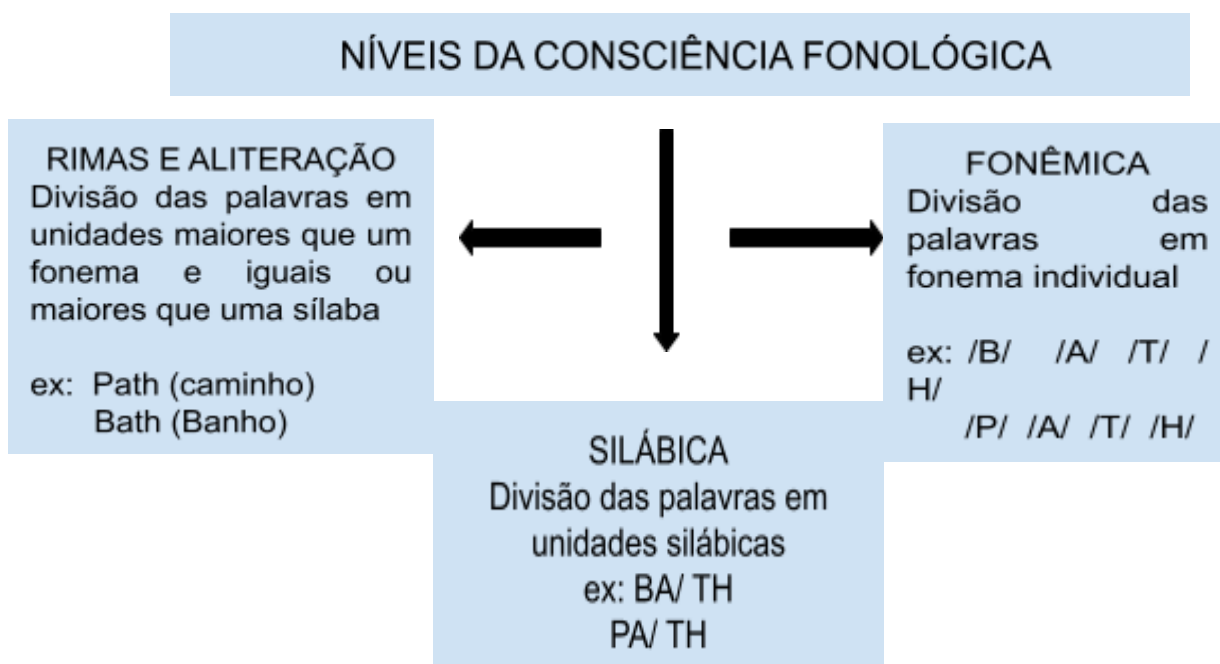 NÍVEIS DA CONSCIÊNCIA FONOLÓGICA
RIMAS E ALITERAÇÃO
Divisão das palavras em
unidades maiores que um
fonema e iguais ou
maiores que uma sílaba
ex: Path (caminho)
Bath (Banho)
SILÁBICA
Divisão das palavras em
unidades silábicas
ex: BA/ TH
PA/ TH
FONÊMICA
Divisão das
palavras em
fonema individual
ex: /B/ /A/ /T/ /
H/
/P/ /A/ /T/ /H/